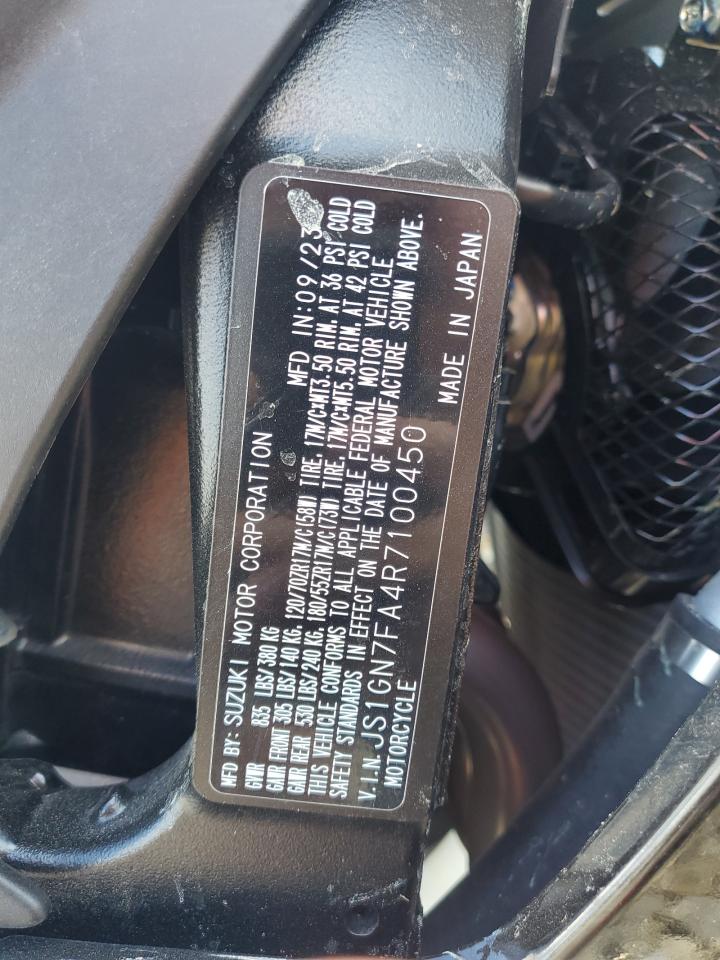 MFD BY: SUZUKI MOTOR CORPORATION MFD IN:09/23
GVWR 835 LBS/ 380 KG
GAWR FRONT 305 LBS/140 KG, 120/70ZR17M/C(58W) TIRE, 17M/C×MT3.50 RIM, AT 36 PSI COLD
GAWR REAR 530 LBS/240 KG, 180/55ZR17M/C(73W) TIRE, 17M/C×MT5.50 RIM, AT 42 PSI COLD
THIS VEHICLE CONFORMS TO ALL APPLICABLE FEDERAL MOTOR VEHICLE
SAFETY STANDARDS IN EFFECT ON THE DATE OF MANUFACTURE SHOWN ABOVE.
V.I.N. JS1GN7FA4R7100450
MOTORCYCLE MADE IN JAPAN